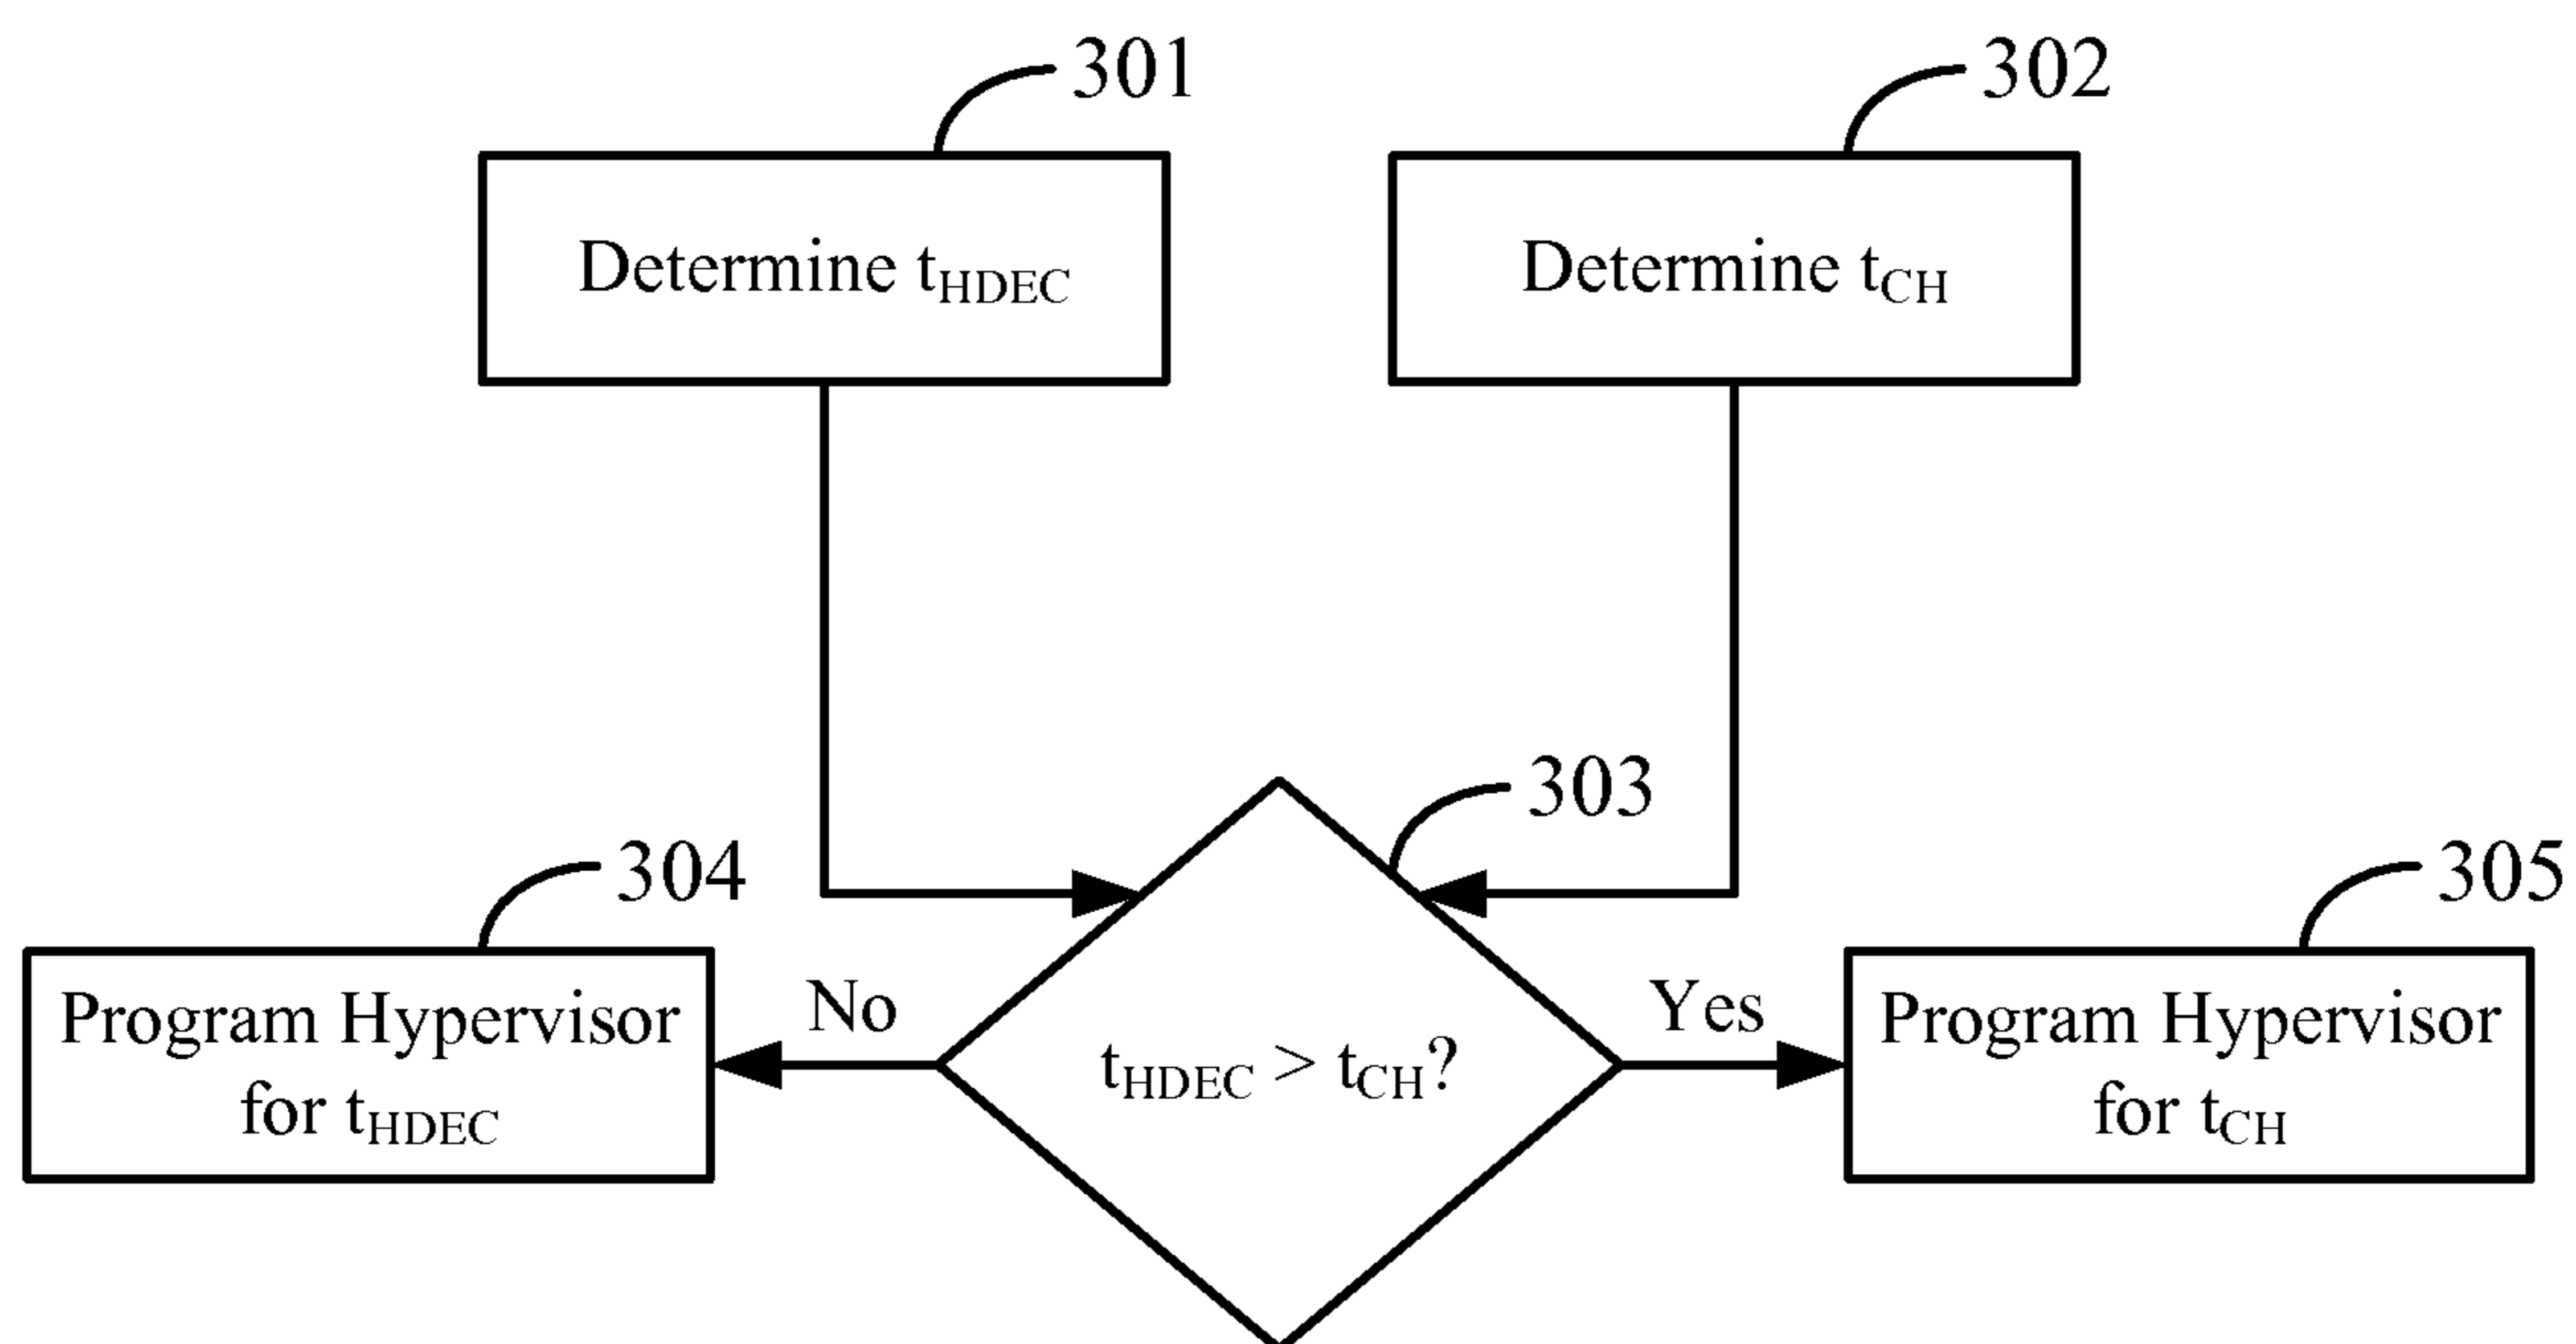 301
302
Determine tHDEC
Determine tCH
303
304
305
No
Yes
Program Hypervisor
for tHDEC
tHDEC > tCH?
Program Hypervisor
for tCH